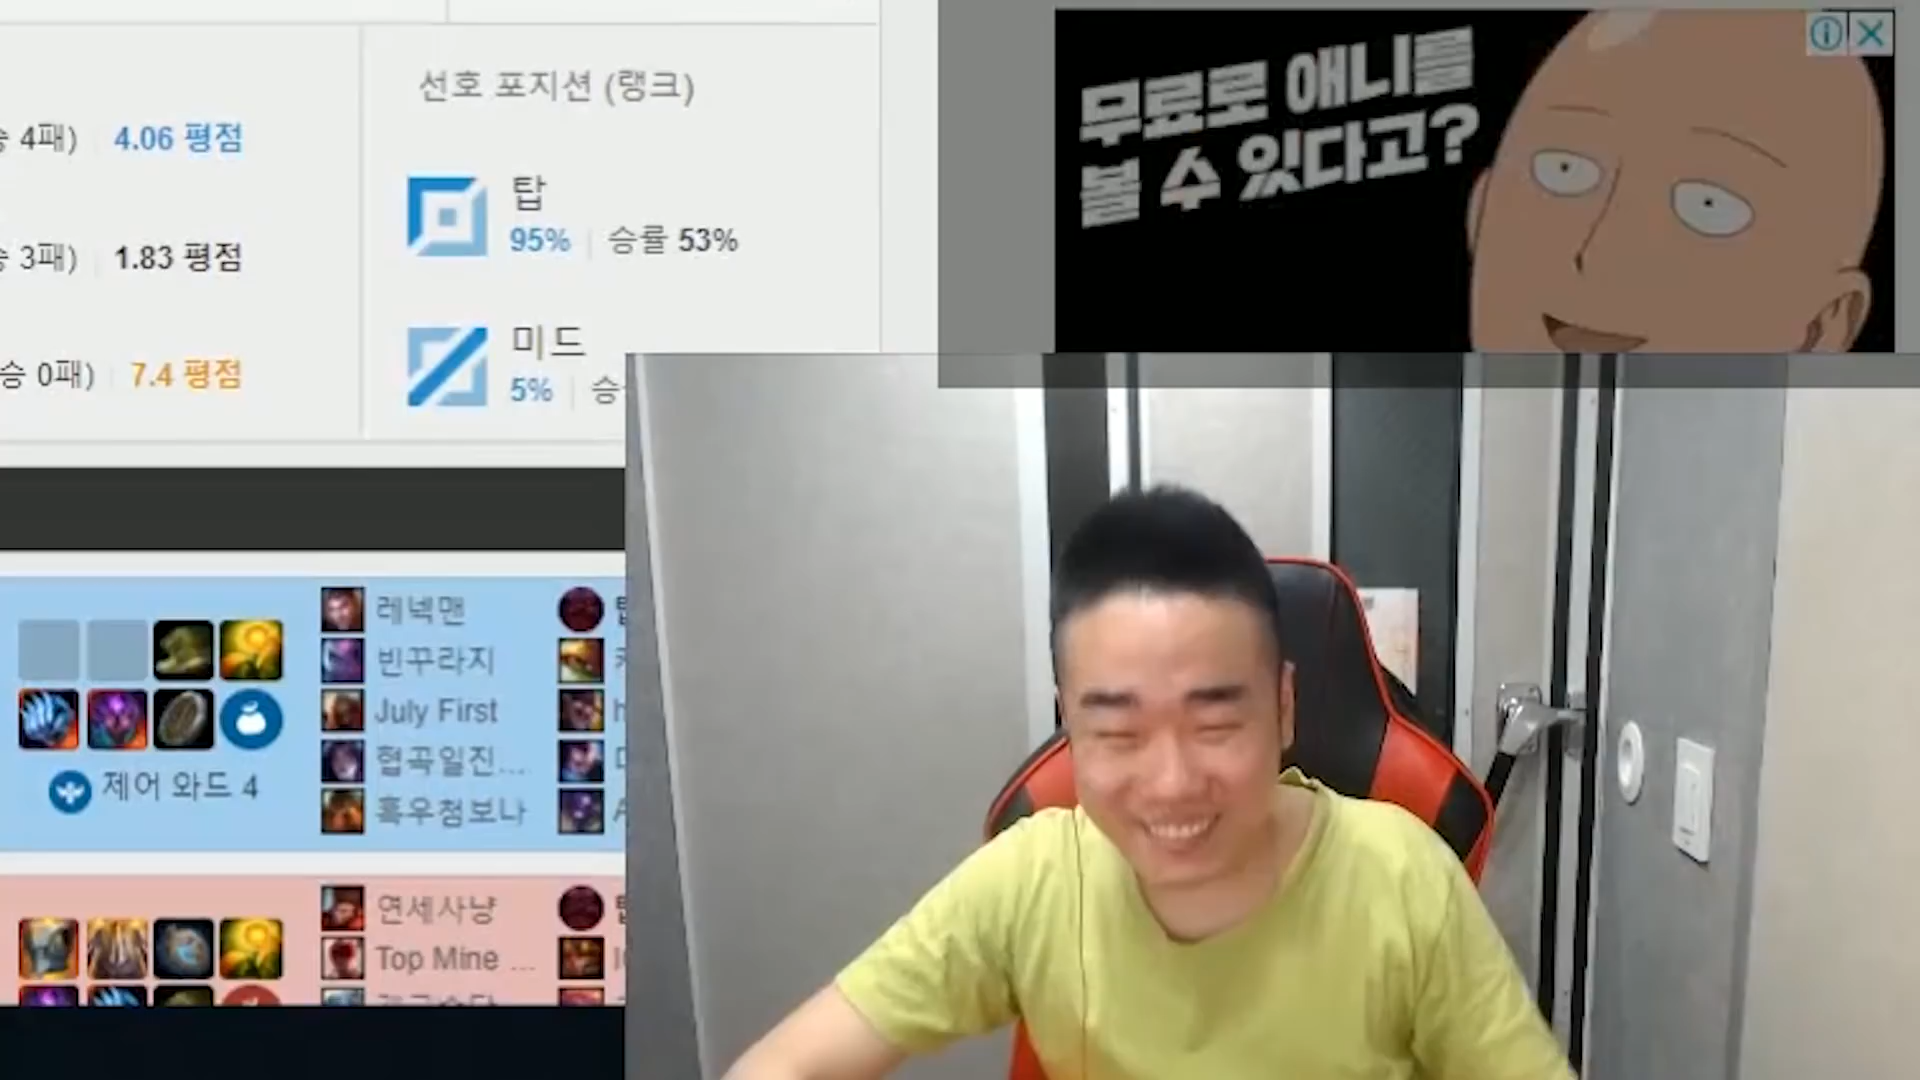 선호 포지션 (랭크)
무료로 애니를
볼 수 있다고?
4패) 4.06 평점
탑
95% 승률 53%
3패) 1.83 평점
미드
승 0패) 7.4 평점
5% 승
레넥맨
빈꾸라지
July First
협곡일진...
제어 와드 4
흑우첨보나
연세사냥
Top Mine ...